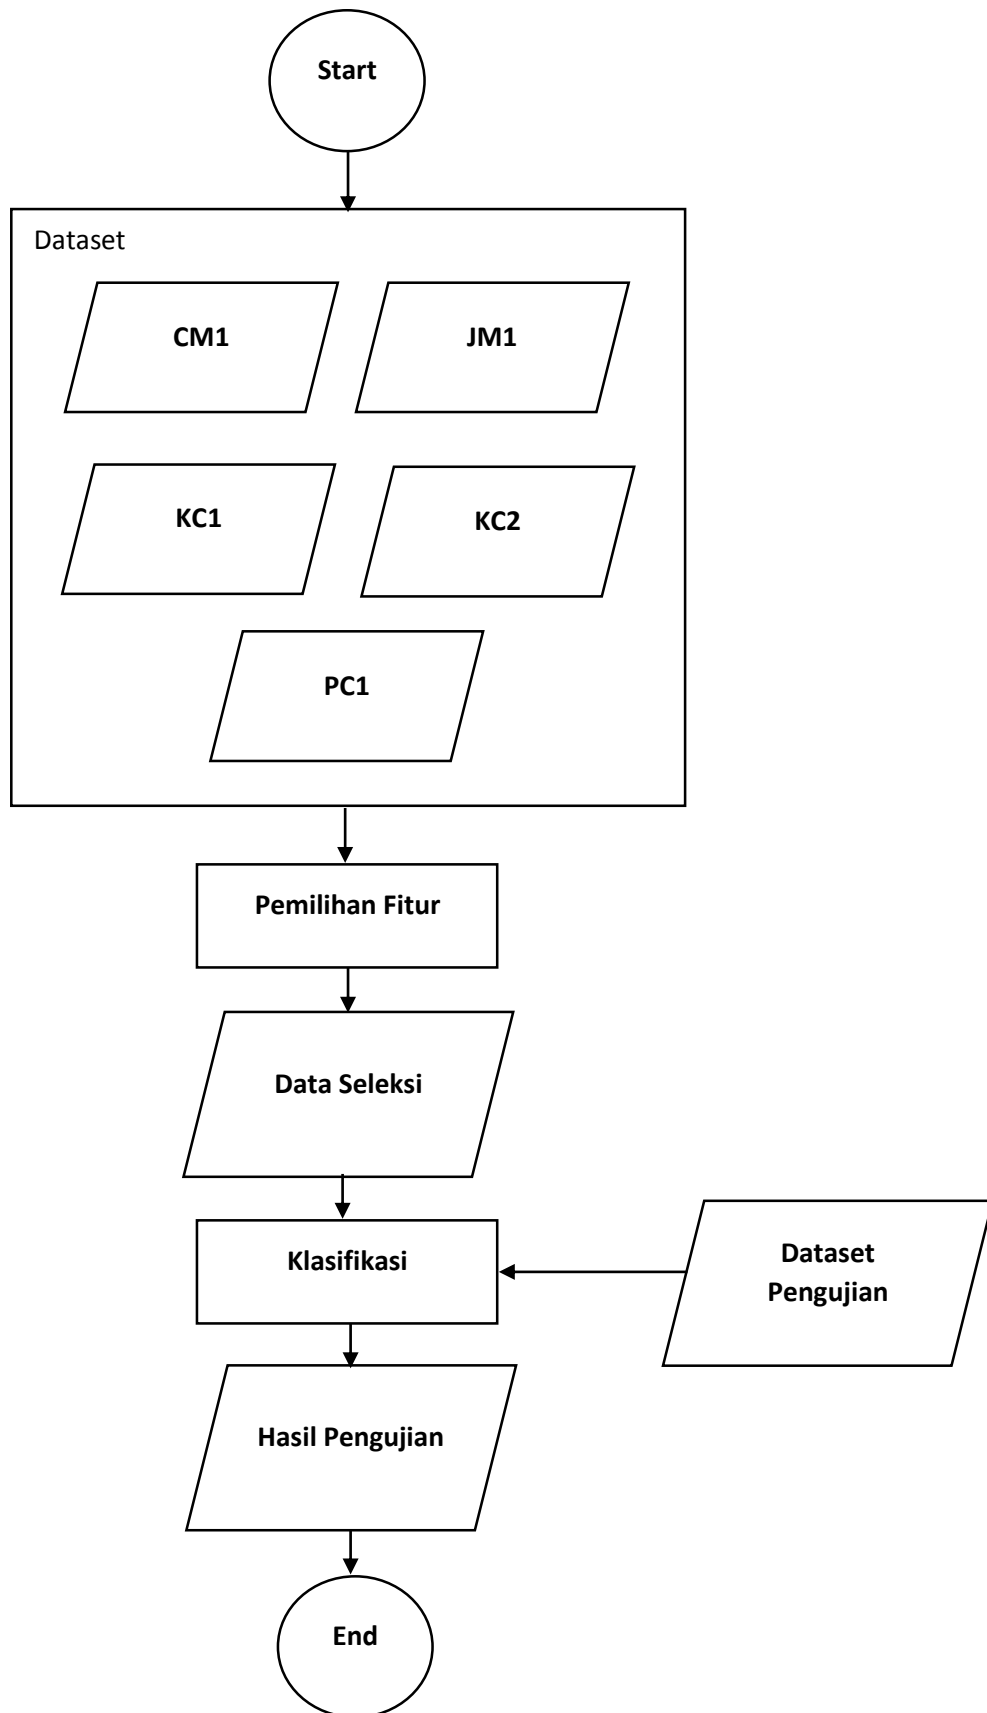 Start
Dataset
CM1
JM1
KC1
KC2
PC1
Pemilihan Fitur
Data Seleksi
Klasifikasi
Dataset
Pengujian
Hasil Pengujian
End